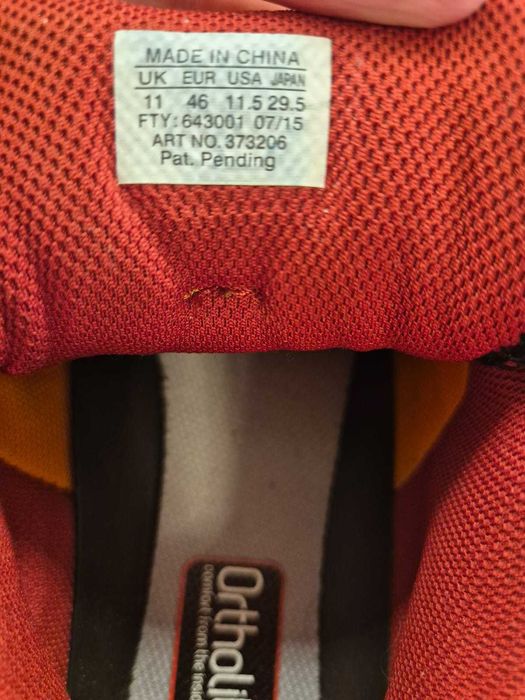 MADE IN CHINA
UK EUR USA JAPAN
11 46 11.5 29.5
FTY: 643001 07/15
ART NO. 373206
Pat. Pending
Ortholi
comfort from the insid